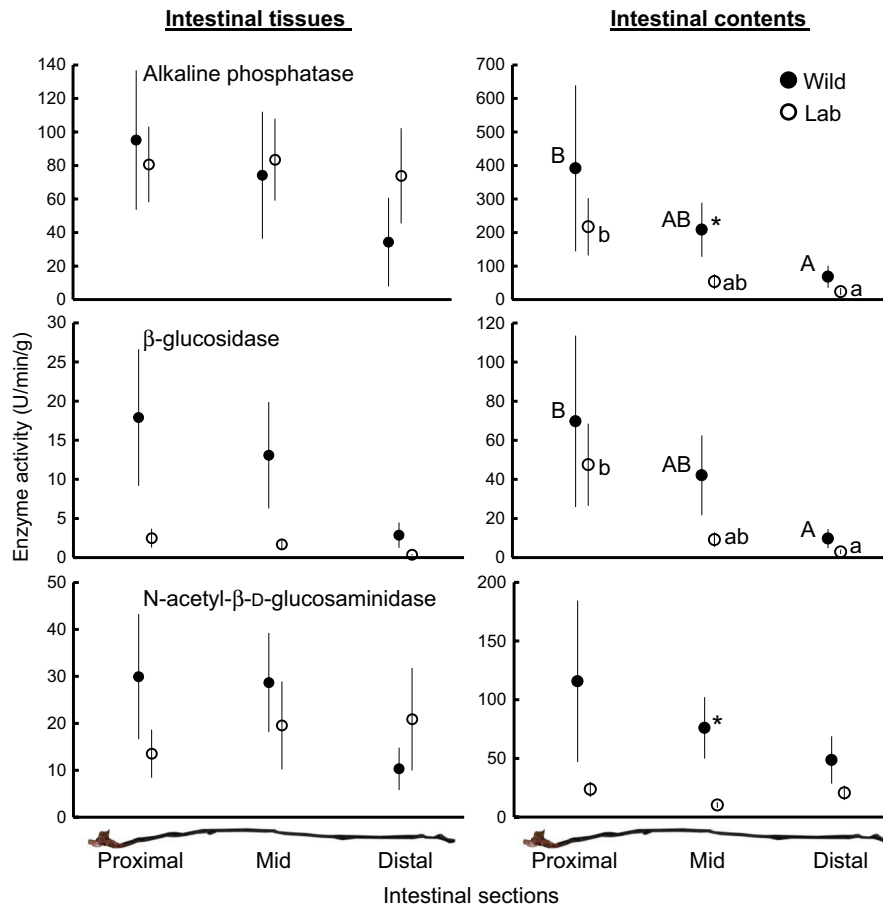 Intestinal tissues
Intestinal contents
Enzyme activity (U/min/g)
Alkaline phosphatase
140
120
100
80
60
40
20
0
700
600
500
400
300
200
100
0
Wild
Lab
B
b
AB
*
ab
A
a
β-glucosidase
30
25
20
15
10
5
0
120
100
80
60
40
20
0
B
b
AB
ab
A
a
N-acetyl-β-D-glucosaminidase
50
40
30
20
10
0
200
150
100
50
0
*
Proximal Mid Distal
Proximal Mid Distal
Intestinal sections